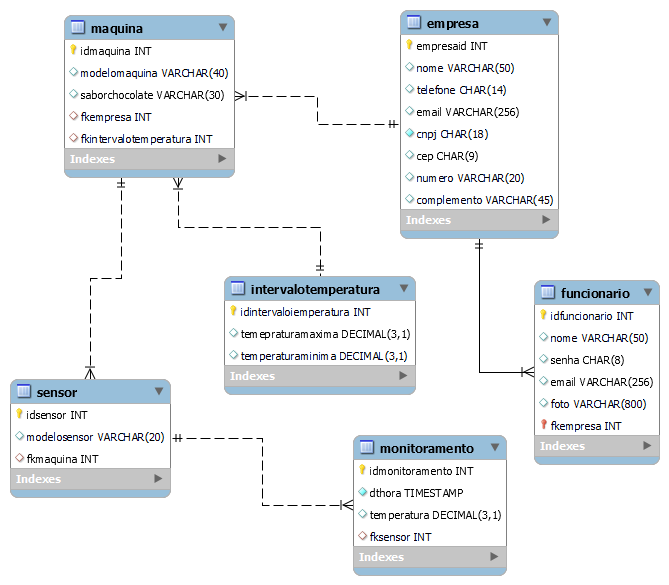 maquina
idmaquina INT
modelomaquina VARCHAR(40)
saborchocolate VARCHAR(30)
fkempresa INT
fkintervalotemperatura INT
Indexes
empresa
empresaid INT
nome VARCHAR(50)
telefone CHAR(14)
email VARCHAR(256)
cnpj CHAR(18)
cep CHAR(9)
numero VARCHAR(20)
complemento VARCHAR(45)
Indexes
intervalotemperatura
idintervaloiemperatura INT
temepraturamaxima DECIMAL(3,1)
temperaturaminima DECIMAL(3,1)
Indexes
funcionario
idfuncionario INT
nome VARCHAR(50)
senha CHAR(8)
email VARCHAR(256)
foto VARCHAR(800)
fkempresa INT
Indexes
sensor
idsensor INT
modelosensor VARCHAR(20)
fkmaquina INT
Indexes
monitoramento
idmonitoramento INT
dthora TIMESTAMP
temperatura DECIMAL(3,1)
fksensor INT
Indexes